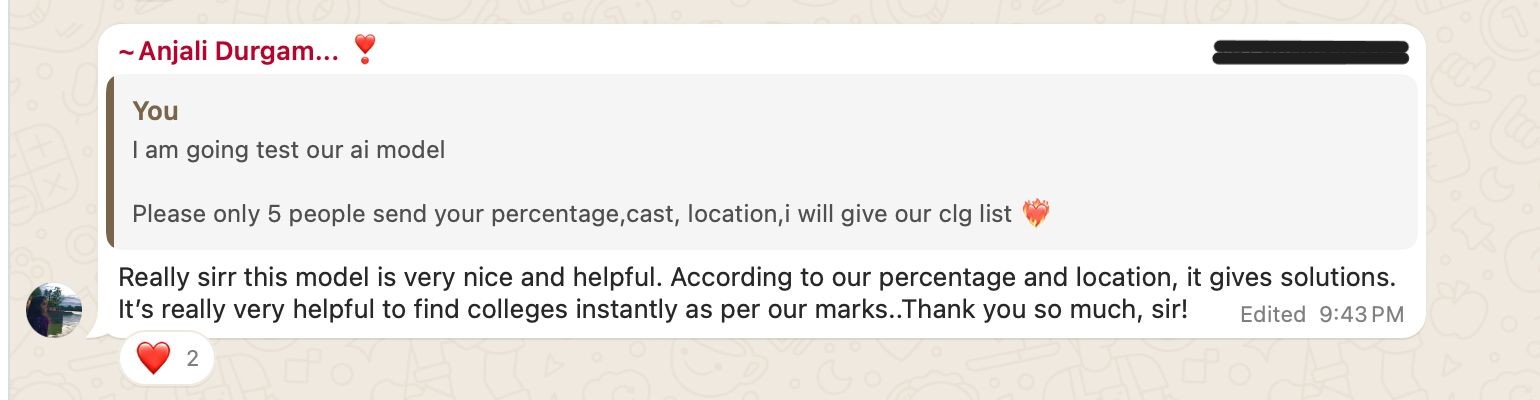 ~Anjali Durgam... ❣️
You
I am going test our ai model
Please only 5 people send your percentage,cast, location,i will give our clg list ❤️‍🔥
Really sirr this model is very nice and helpful. According to our percentage and location, it gives solutions.
It’s really very helpful to find colleges instantly as per our marks..Thank you so much, sir!
Edited 9:43 PM
❤️ 2